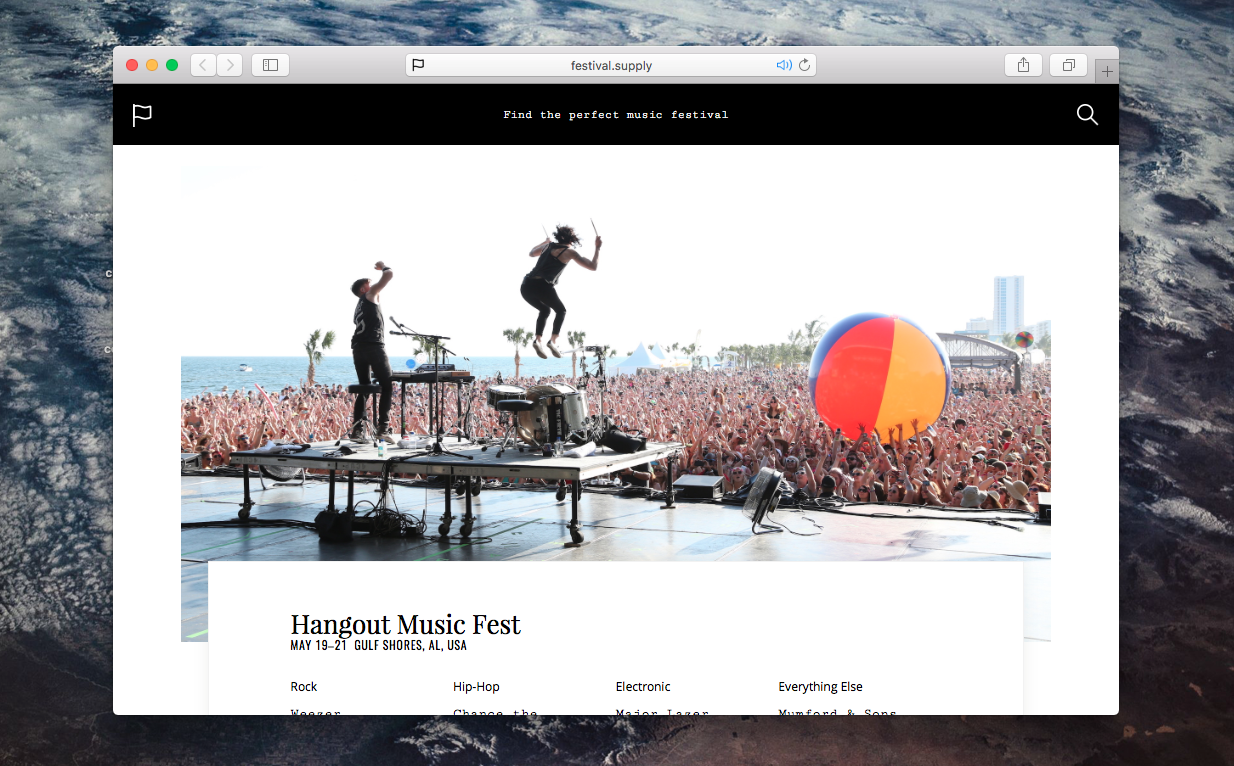 festival.supply
Find the perfect music festival
Hangout Music Fest
MAY 19–21 GULF SHORES, AL, USA
Rock Hip-Hop Electronic Everything Else
Weezer Chance the Major Lazer Mumford & Sons